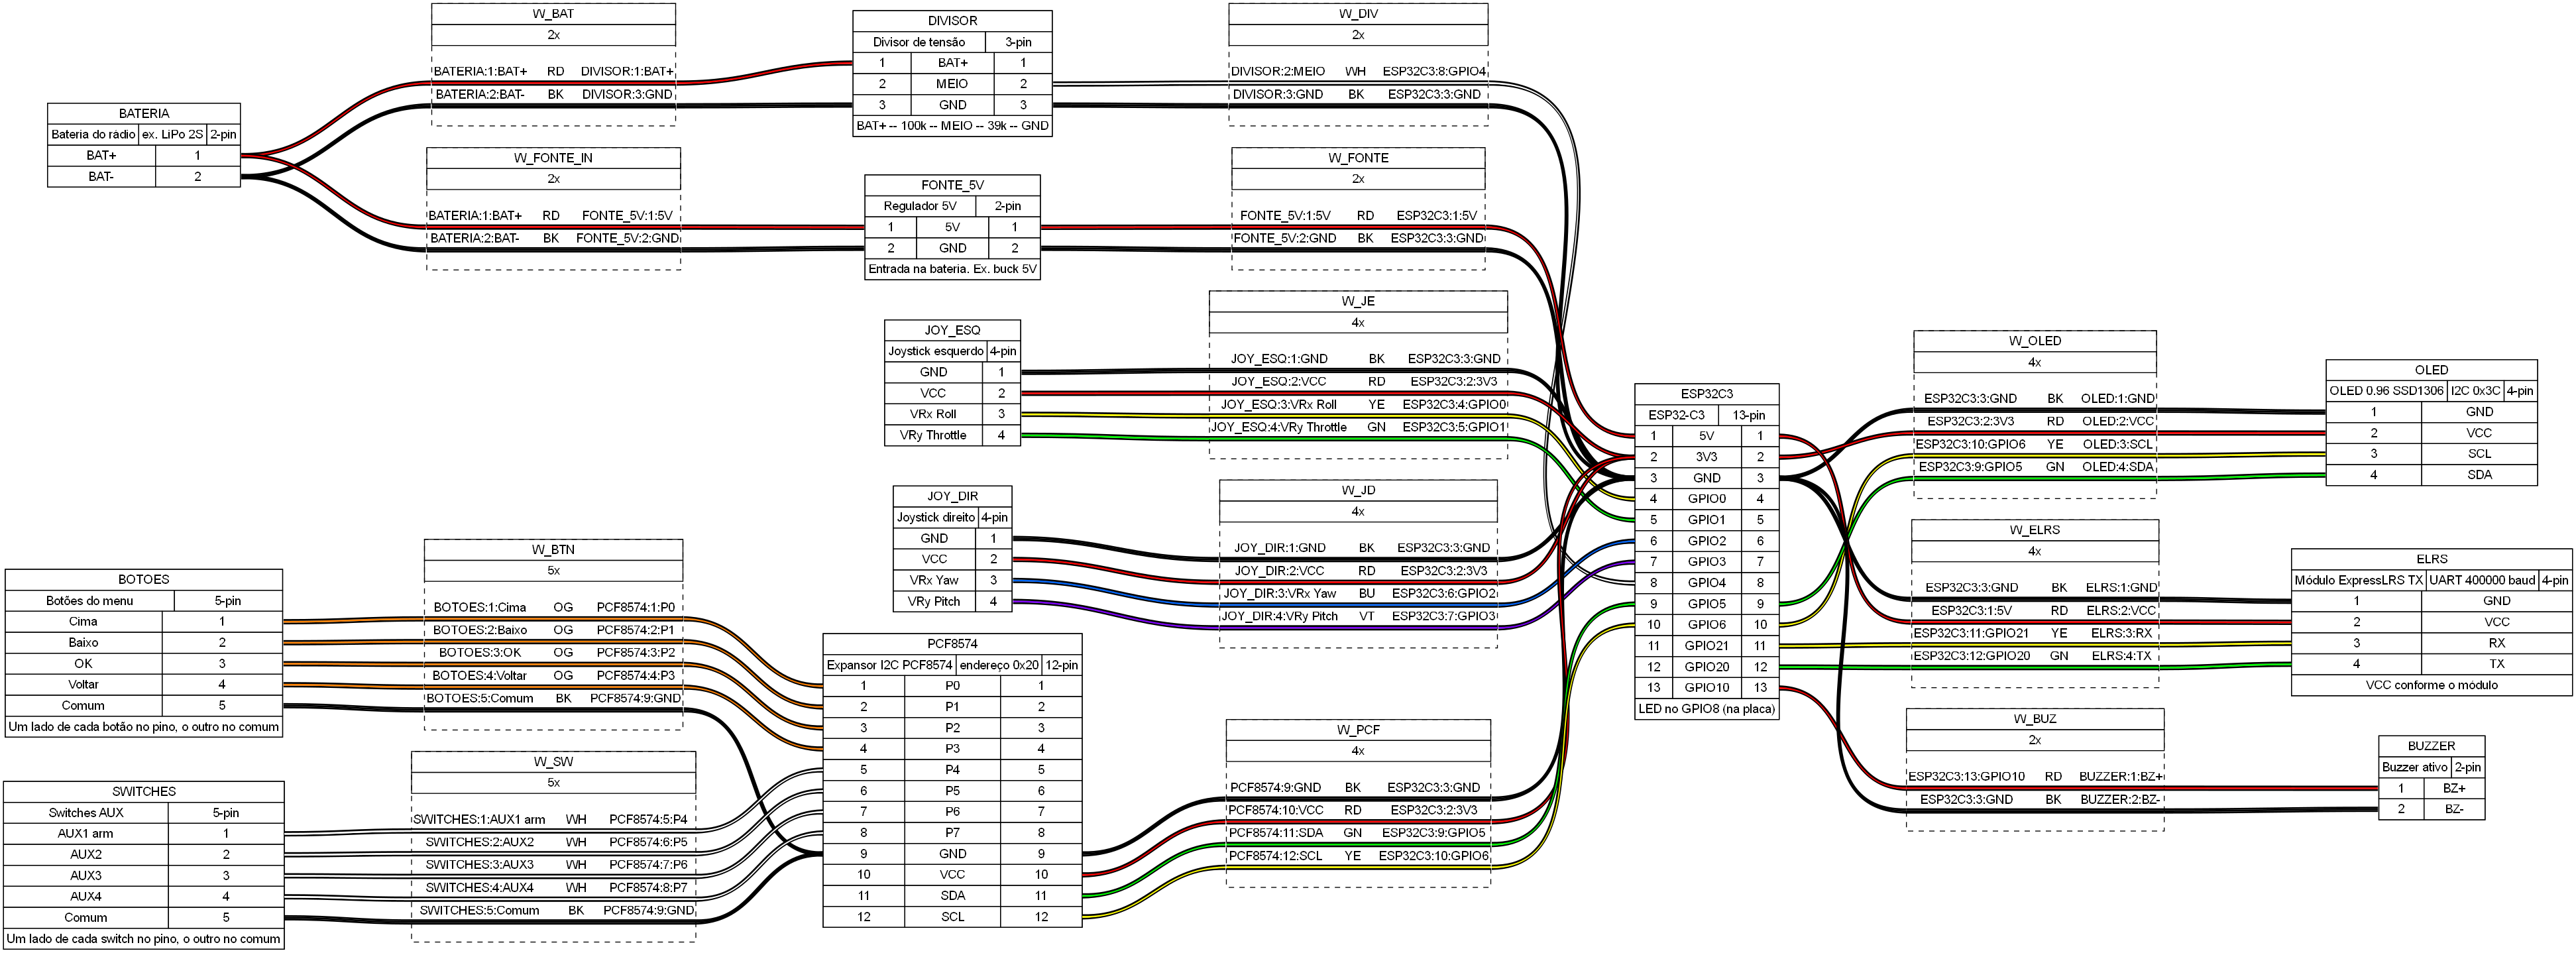 W_BAT
2x
BATERIA:1:BAT+ RD DIVISOR:1:BAT+
BATERIA:2:BAT- BK DIVISOR:3:GND
DIVISOR
Divisor de tensão 3-pin
1 BAT+ 1
2 MEIO 2
3 GND 3
BAT+ -- 100k -- MEIO -- 39k -- GND
W_DIV
2x
DIVISOR:2:MEIO WH ESP32C3:8:GPIO4
DIVISOR:3:GND BK ESP32C3:3:GND
BATERIA
Bateria do rádio ex. LiPo 2S 2-pin
BAT+ 1
BAT- 2
W_FONTE_IN
2x
BATERIA:1:BAT+ RD FONTE_5V:1:5V
BATERIA:2:BAT- BK FONTE_5V:2:GND
FONTE_5V
Regulador 5V 2-pin
1 5V 1
2 GND 2
Entrada na bateria. Ex. buck 5V
W_FONTE
2x
FONTE_5V:1:5V RD ESP32C3:1:5V
FONTE_5V:2:GND BK ESP32C3:3:GND
JOY_ESQ
Joystick esquerdo 4-pin
GND 1
VCC 2
VRx Roll 3
VRy Throttle 4
W_JE
4x
JOY_ESQ:1:GND BK ESP32C3:3:GND
JOY_ESQ:2:VCC RD ESP32C3:2:3V3
JOY_ESQ:3:VRx Roll YE ESP32C3:4:GPIO0
JOY_ESQ:4:VRy Throttle GN ESP32C3:5:GPIO1
JOY_DIR
Joystick direito 4-pin
GND 1
VCC 2
VRx Yaw 3
VRy Pitch 4
W_JD
4x
JOY_DIR:1:GND BK ESP32C3:3:GND
JOY_DIR:2:VCC RD ESP32C3:2:3V3
JOY_DIR:3:VRx Yaw BU ESP32C3:6:GPIO2
JOY_DIR:4:VRy Pitch VT ESP32C3:7:GPIO3
BOTOES
Botões do menu 5-pin
Cima 1
Baixo 2
OK 3
Voltar 4
Comum 5
Um lado de cada botão no pino, o outro no comum
W_BTN
5x
BOTOES:1:Cima OG PCF8574:1:P0
BOTOES:2:Baixo OG PCF8574:2:P1
BOTOES:3:OK OG PCF8574:3:P2
BOTOES:4:Voltar OG PCF8574:4:P3
BOTOES:5:Comum BK PCF8574:9:GND
SWITCHES
Switches AUX 5-pin
AUX1 arm 1
AUX2 2
AUX3 3
AUX4 4
Comum 5
Um lado de cada switch no pino, o outro no comum
W_SW
5x
SWITCHES:1:AUX1 arm WH PCF8574:5:P4
SWITCHES:2:AUX2 WH PCF8574:6:P5
SWITCHES:3:AUX3 WH PCF8574:7:P6
SWITCHES:4:AUX4 WH PCF8574:8:P7
SWITCHES:5:Comum BK PCF8574:9:GND
PCF8574
Expansor I2C PCF8574 endereço 0x20 12-pin
1 P0 1
2 P1 2
3 P2 3
4 P3 4
5 P4 5
6 P5 6
7 P6 7
8 P7 8
9 GND 9
10 VCC 10
11 SDA 11
12 SCL 12
W_PCF
4x
PCF8574:9:GND BK ESP32C3:3:GND
PCF8574:10:VCC RD ESP32C3:2:3V3
PCF8574:11:SDA GN ESP32C3:9:GPIO5
PCF8574:12:SCL YE ESP32C3:10:GPIO6
ESP32C3
ESP32-C3 13-pin
1 5V 1
2 3V3 2
3 GND 3
4 GPIO0 4
5 GPIO1 5
6 GPIO2 6
7 GPIO3 7
8 GPIO4 8
9 GPIO5 9
10 GPIO6 10
11 GPIO21 11
12 GPIO20 12
13 GPIO10 13
LED no GPIO8 (na placa)
W_OLED
4x
ESP32C3:3:GND BK OLED:1:GND
ESP32C3:2:3V3 RD OLED:2:VCC
ESP32C3:10:GPIO6 YE OLED:3:SCL
ESP32C3:9:GPIO5 GN OLED:4:SDA
OLED
OLED 0.96 SSD1306 I2C 0x3C 4-pin
1 GND
2 VCC
3 SCL
4 SDA
W_ELRS
4x
ESP32C3:3:GND BK ELRS:1:GND
ESP32C3:1:5V RD ELRS:2:VCC
ESP32C3:11:GPIO21 YE ELRS:3:RX
ESP32C3:12:GPIO20 GN ELRS:4:TX
ELRS
Módulo ExpressLRS TX UART 400000 baud 4-pin
1 GND
2 VCC
3 RX
4 TX
VCC conforme o módulo
W_BUZ
2x
ESP32C3:13:GPIO10 RD BUZZER:1:BZ+
ESP32C3:3:GND BK BUZZER:2:BZ-
BUZZER
Buzzer ativo 2-pin
1 BZ+
2 BZ-